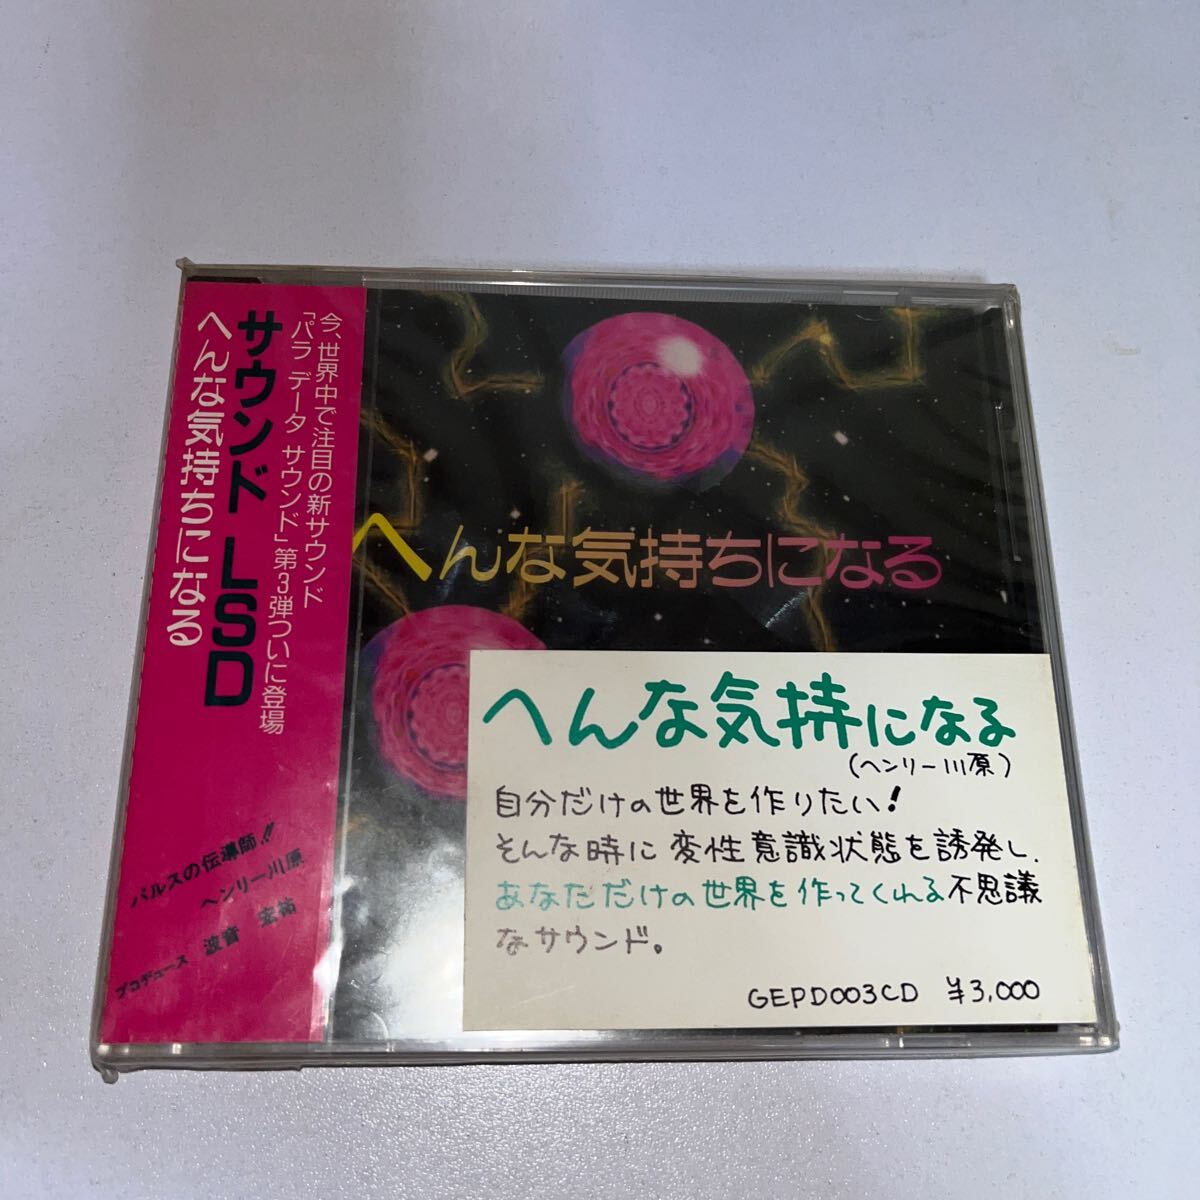 今、世界中で注目の新サウンド
「パラ データ サウンド」第3弾ついに登場
サウンド LSD
へんな気持ちになる
パルスの伝導師!!
ヘンリー川原
プロデュース 波音 宏祐
へんな気持ちになる
へんな気持になる
(ヘンリー川原)
自分だけの世界を作りたい!
そんな時に変性意識状態を誘発し、
あなただけの世界を作ってくれる不思議
なサウンド。
GEPD003CD ¥3,000